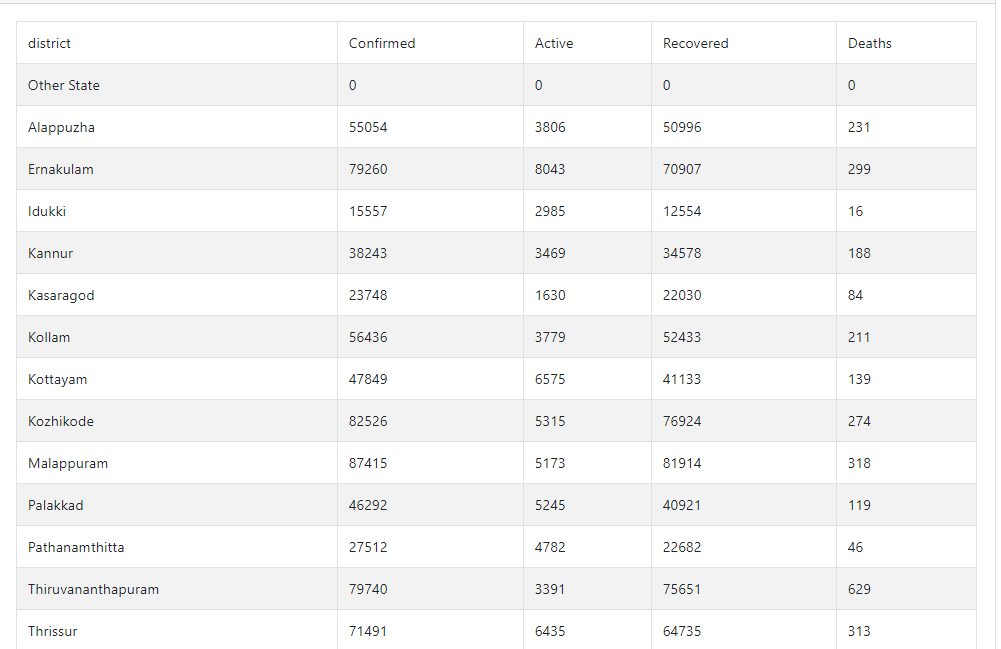 district Confirmed Active Recovered Deaths
Other State 0 0 0 0
Alappuzha 55054 3806 50996 231
Ernakulam 79260 8043 70907 299
Idukki 15557 2985 12554 16
Kannur 38243 3469 34578 188
Kasaragod 23748 1630 22030 84
Kollam 56436 3779 52433 211
Kottayam 47849 6575 41133 139
Kozhikode 82526 5315 76924 274
Malappuram 87415 5173 81914 318
Palakkad 46292 5245 40921 119
Pathanamthitta 27512 4782 22682 46
Thiruvananthapuram 79740 3391 75651 629
Thrissur 71491 6435 64735 313